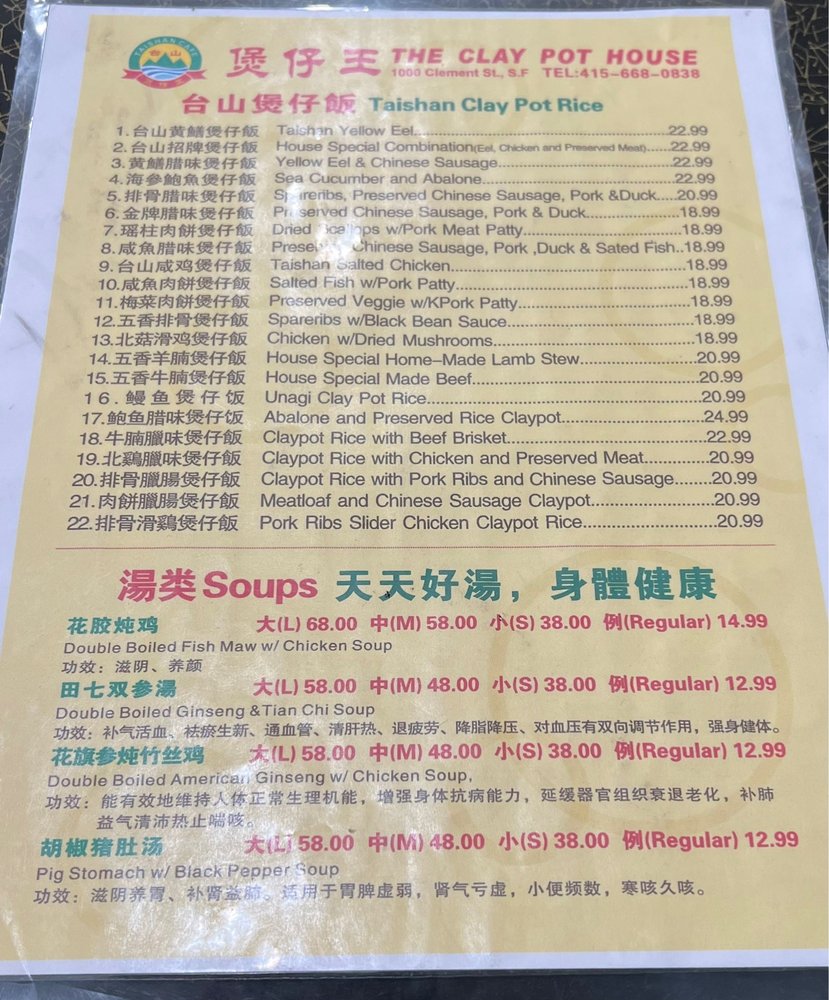 TAISHAN CAFE
台山
煲仔王 THE CLAY POT HOUSE
1000 Clement St., S.F TEL:415-668-0838
台山煲仔飯 Taishan Clay Pot Rice
1.台山黄鱔煲仔飯 Taishan Yellow Eel...22.99
2.台山招牌煲仔飯 House Special Combination(Eel, Chicken and Preserved Meat)...22.99
3.黄鱔腊味煲仔飯 Yellow Eel & Chinese Sausage...22.99
4.海参鮑魚煲仔飯 Sea Cucumber and Abalone...22.99
5.排骨腊味煲仔飯 Spareribs, Preserved Chinese Sausage, Pork &Duck...20.99
6.金牌腊味煲仔飯 Preserved Chinese Sausage, Pork & Duck...18.99
7.瑶柱肉餅煲仔飯 Dried Scallops w/Pork Meat Patty...18.99
8.咸魚腊味煲仔飯 Preserved Chinese Sausage, Pork ,Duck & Sated Fish..18.99
9.台山咸鸡煲仔飯 Taishan Salted Chicken...18.99
10.咸魚肉餅煲仔飯 Salted Fish w/Pork Patty...18.99
11.梅菜肉餅煲仔飯 Preserved Veggie w/KPork Patty...18.99
12.五香排骨煲仔飯 Spareribs w/Black Bean Sauce...18.99
13.北菇滑鸡煲仔飯 Chicken w/Dried Mushrooms...18.99
14.五香羊腩煲仔飯 House Special Home-Made Lamb Stew...20.99
15.五香牛腩煲仔飯 House Special Made Beef...20.99
16.鳗鱼煲仔饭 Unagi Clay Pot Rice...20.99
17.鲍鱼腊味煲仔饭 Abalone and Preserved Rice Claypot...24.99
18.牛腩臘味煲仔飯 Claypot Rice with Beef Brisket...22.99
19.北鷄臘味煲仔飯 Claypot Rice with Chicken and Preserved Meat...20.99
20.排骨臘腸煲仔飯 Claypot Rice with Pork Ribs and Chinese Sausage...20.99
21.肉餅臘腸煲仔飯 Meatloaf and Chinese Sausage Claypot...20.99
22.排骨滑鷄煲仔飯 Pork Ribs Slider Chicken Claypot Rice...20.99
湯类Soups 天天好湯，身體健康
花胶炖鸡 大(L) 68.00 中(M) 58.00 小(S) 38.00 例(Regular) 14.99
Double Boiled Fish Maw w/ Chicken Soup
功效：滋阴、养颜
田七双参湯 大(L) 58.00 中(M) 48.00 小(S) 38.00 例(Regular) 12.99
Double Boiled Ginseng &Tian Chi Soup
功效：补气活血、祛瘀生新、通血管、清肝热、退疲劳、降脂降压、对血压有双向调节作用，强身健体。
花旗参炖竹丝鸡 大(L) 58.00 中(M) 48.00 小(S) 38.00 例(Regular) 12.99
Double Boiled American Ginseng w/ Chicken Soup,
功效：能有效地维持人体正常生理机能，增强身体抗病能力，延缓器官组织衰退老化，补肺
益气清沛热止喘咳。
胡椒猪肚汤 大(L) 58.00 中(M) 48.00 小(S) 38.00 例(Regular) 12.99
Pig Stomach w/ Black Pepper Soup
功效：滋阴养胃、补肾益肺。适用于胃脾虚弱，肾气亏虚，小便频数，寒咳久咳。